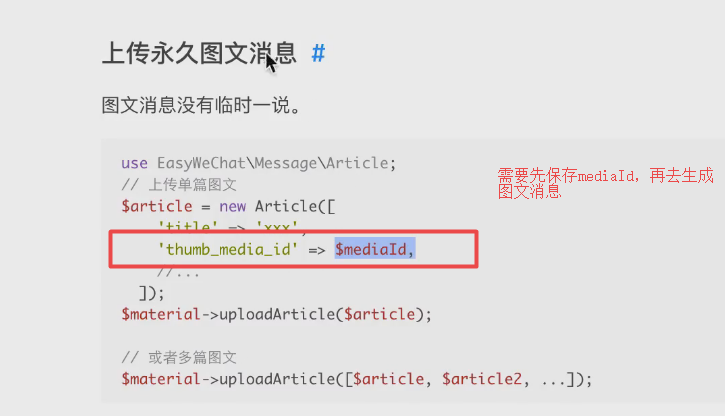 上传永久图文消息 #
图文消息没有临时一说。
use EasyWeChat\Message\Article;
// 上传单篇图文
$article = new Article([
'title' => 'xxx',
'thumb_media_id' => $mediaId,
//...
]);
$material->uploadArticle($article);
// 或者多篇图文
$material->uploadArticle([$article, $article2, ...]);
需要先保存mediaId，再去生成
图文消息